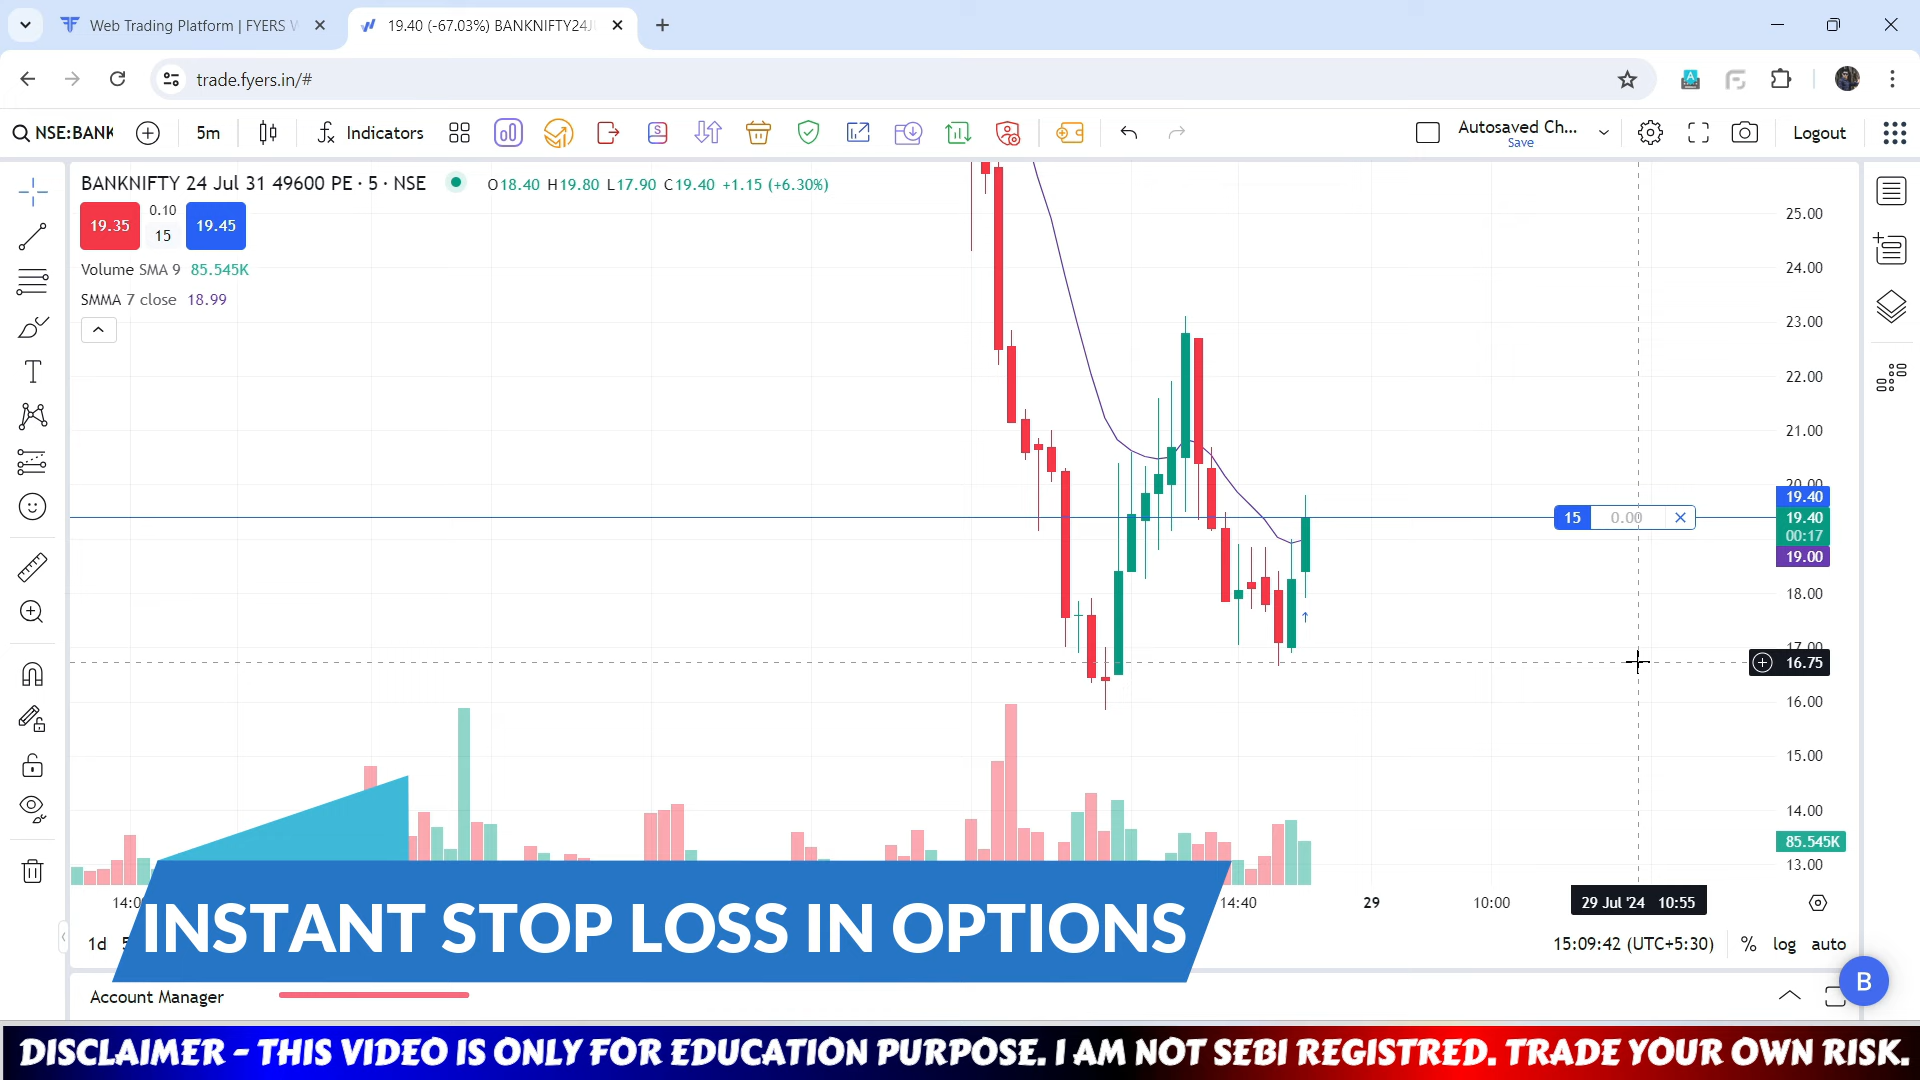 Web Trading Platform | FYERS
19.40 (-67.03%) BANKNIFTY24J
trade.fyers.in/#
NSE:BANK
5m
Indicators
S
Autosaved Ch...
Save
Logout
BANKNIFTY 24 Jul 31 49600 PE · 5 · NSE
O18.40 H19.80 L17.90 C19.40 +1.15 (+6.30%)
19.35
0.10
15
19.45
Volume SMA 9 85.545K
SMMA 7 close 18.99
25.00
24.00
23.00
22.00
21.00
20.00
19.40
15 0.00
19.40
00:17
19.00
18.00
17.00
16.75
16.00
15.00
14.00
85.545K
13.00
14:40
29
10:00
29 Jul '24 10:55
1d
15:09:42 (UTC+5:30)
%
log
auto
INSTANT STOP LOSS IN OPTIONS
Account Manager
B
DISCLAIMER - THIS VIDEO IS ONLY FOR EDUCATION PURPOSE. I AM NOT SEBI REGISTRED. TRADE YOUR OWN RISK.